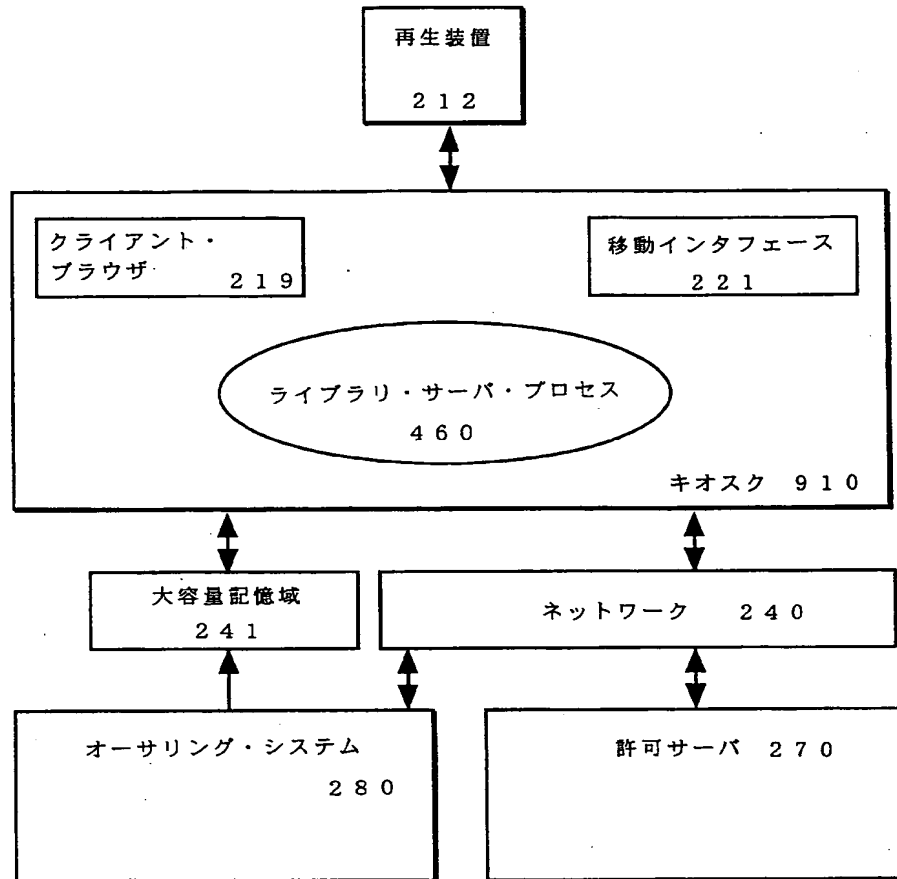 再生装置
212
クライアント・
ブラウザ 219
移動インタフェース
221
ライブラリ・サーバ・プロセス
460
キオスク 910
大容量記憶域
241
ネットワーク 240
オーサリング・システム
280
許可サーバ 270